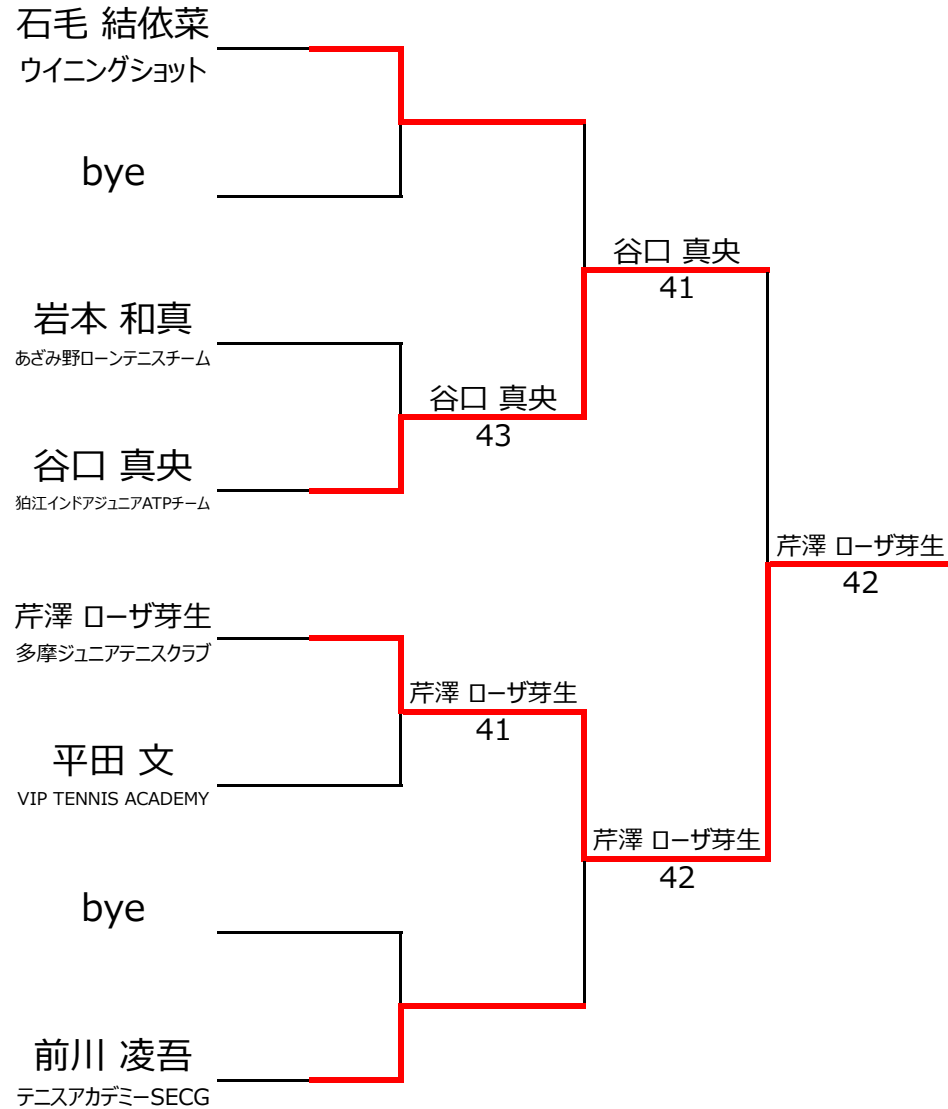 石毛 結依菜
ウイニングショット
bye
谷口 真央
41
岩本 和真
あざみ野ローンテニスチーム
谷口 真央
43
谷口 真央
狛江インドアジュニアATPチーム
芹澤 ローザ芽生
42
芹澤 ローザ芽生
多摩ジュニアテニスクラブ
芹澤 ローザ芽生
41
平田 文
VIP TENNIS ACADEMY
芹澤 ローザ芽生
42
bye
前川 凌吾
テニスアカデミーSECG